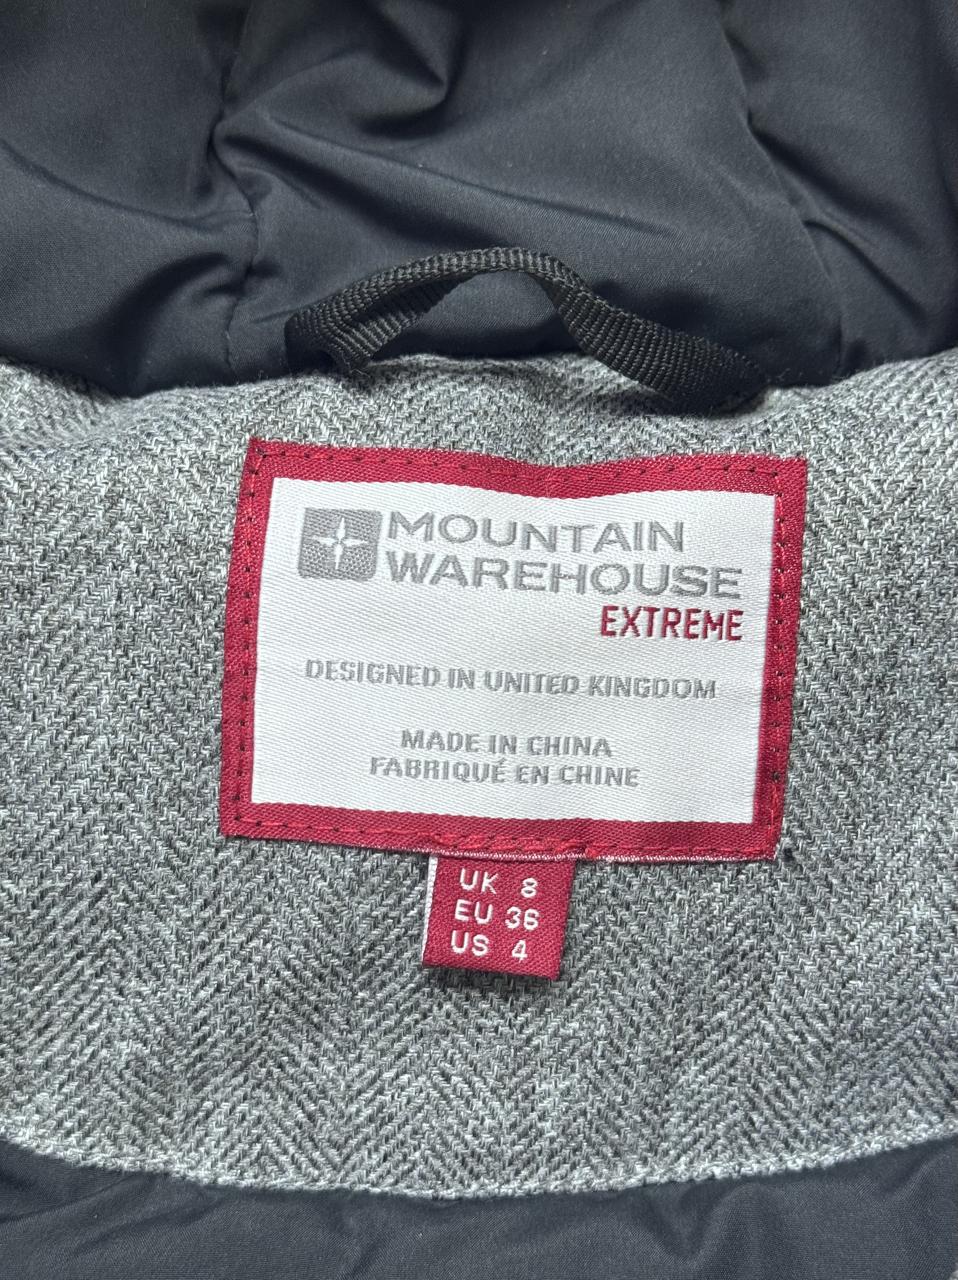 MOUNTAIN
WAREHOUSE
EXTREME
DESIGNED IN UNITED KINGDOM
MADE IN CHINA
FABRIQUÉ EN CHINE
UK 8
EU 36
US 4